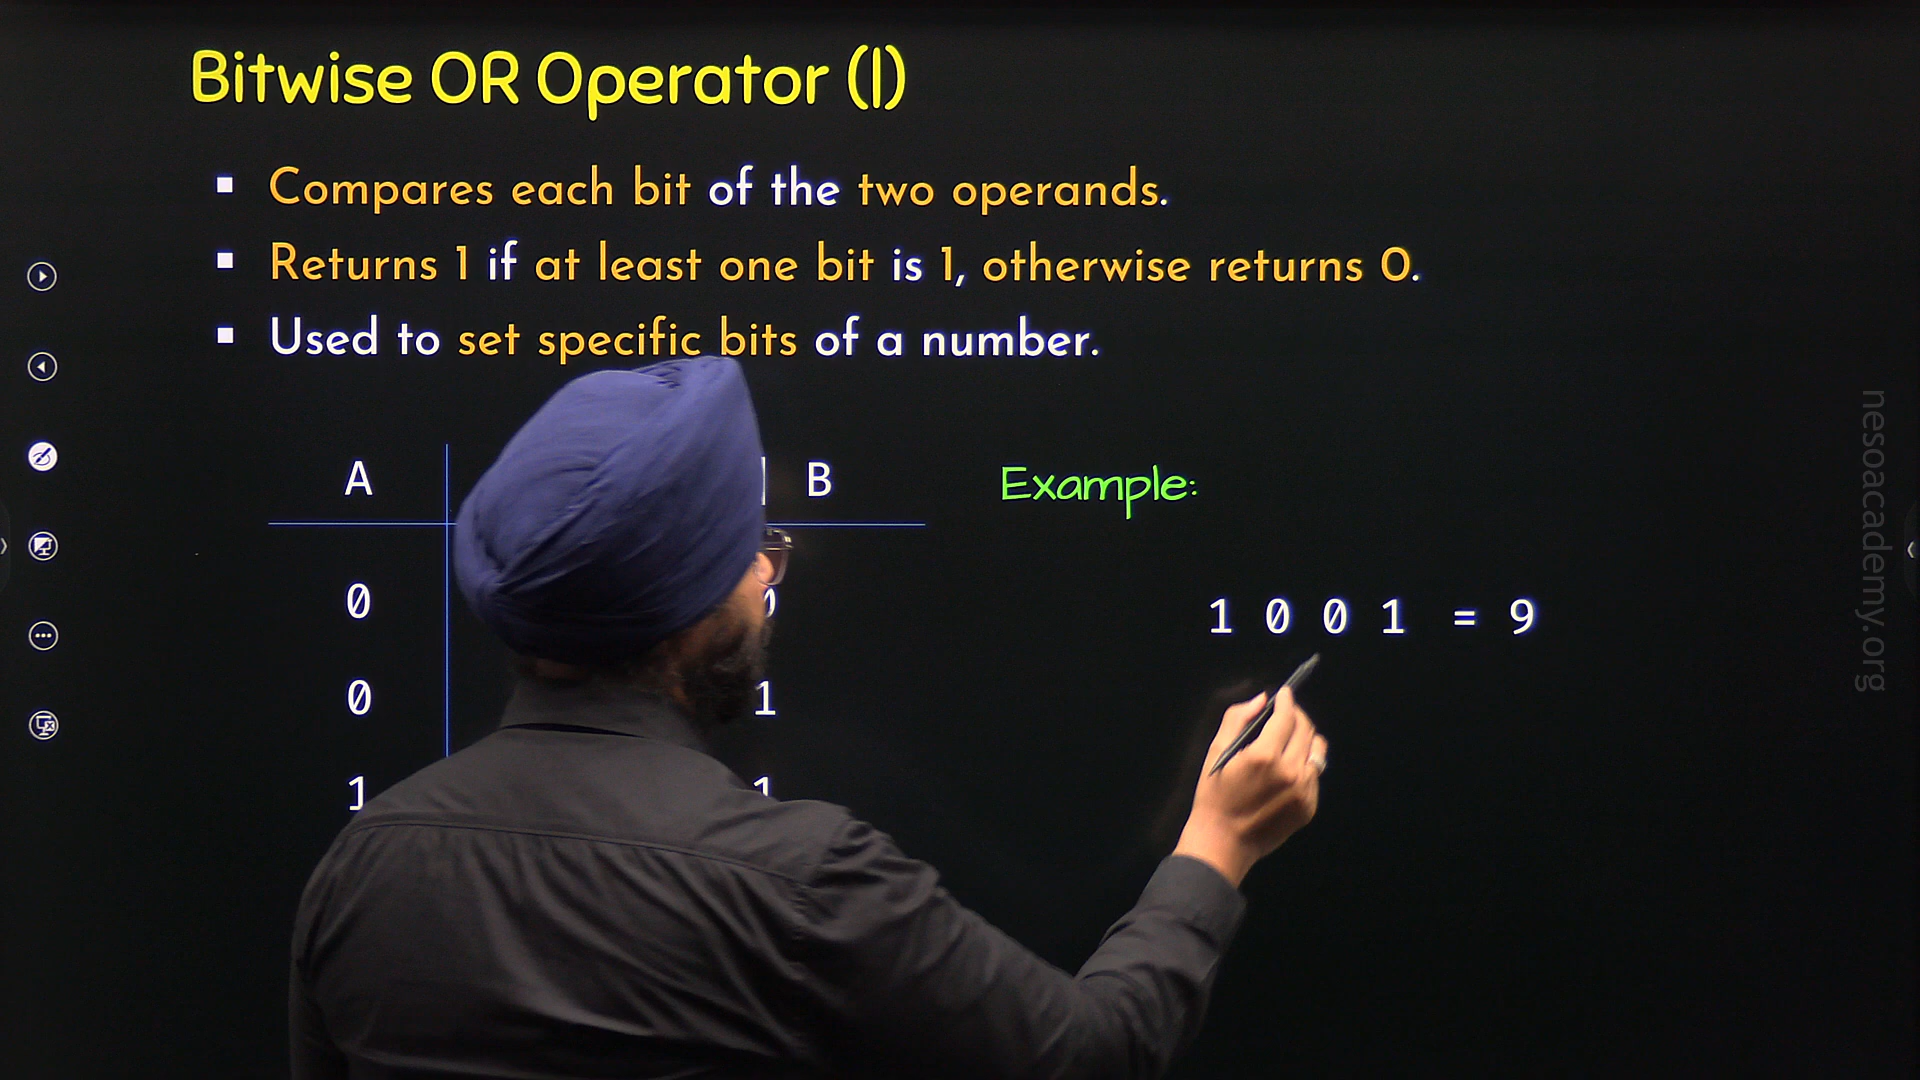 Bitwise OR Operator (|)
▪ Compares each bit of the two operands.
▪ Returns 1 if at least one bit is 1, otherwise returns 0.
▪ Used to set specific bits of a number.
A | B
0
0 1
1 1
Example:
1 0 0 1 = 9
nesoacademy.org